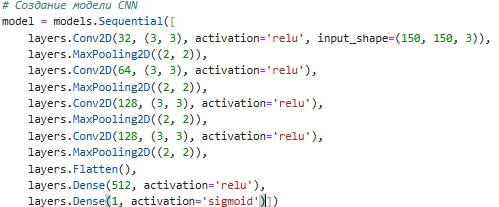 # Создание модели CNN
model = models.Sequential([
    layers.Conv2D(32, (3, 3), activation='relu', input_shape=(150, 150, 3)),
    layers.MaxPooling2D((2, 2)),
    layers.Conv2D(64, (3, 3), activation='relu'),
    layers.MaxPooling2D((2, 2)),
    layers.Conv2D(128, (3, 3), activation='relu'),
    layers.MaxPooling2D((2, 2)),
    layers.Conv2D(128, (3, 3), activation='relu'),
    layers.MaxPooling2D((2, 2)),
    layers.Flatten(),
    layers.Dense(512, activation='relu'),
    layers.Dense(1, activation='sigmoid')])